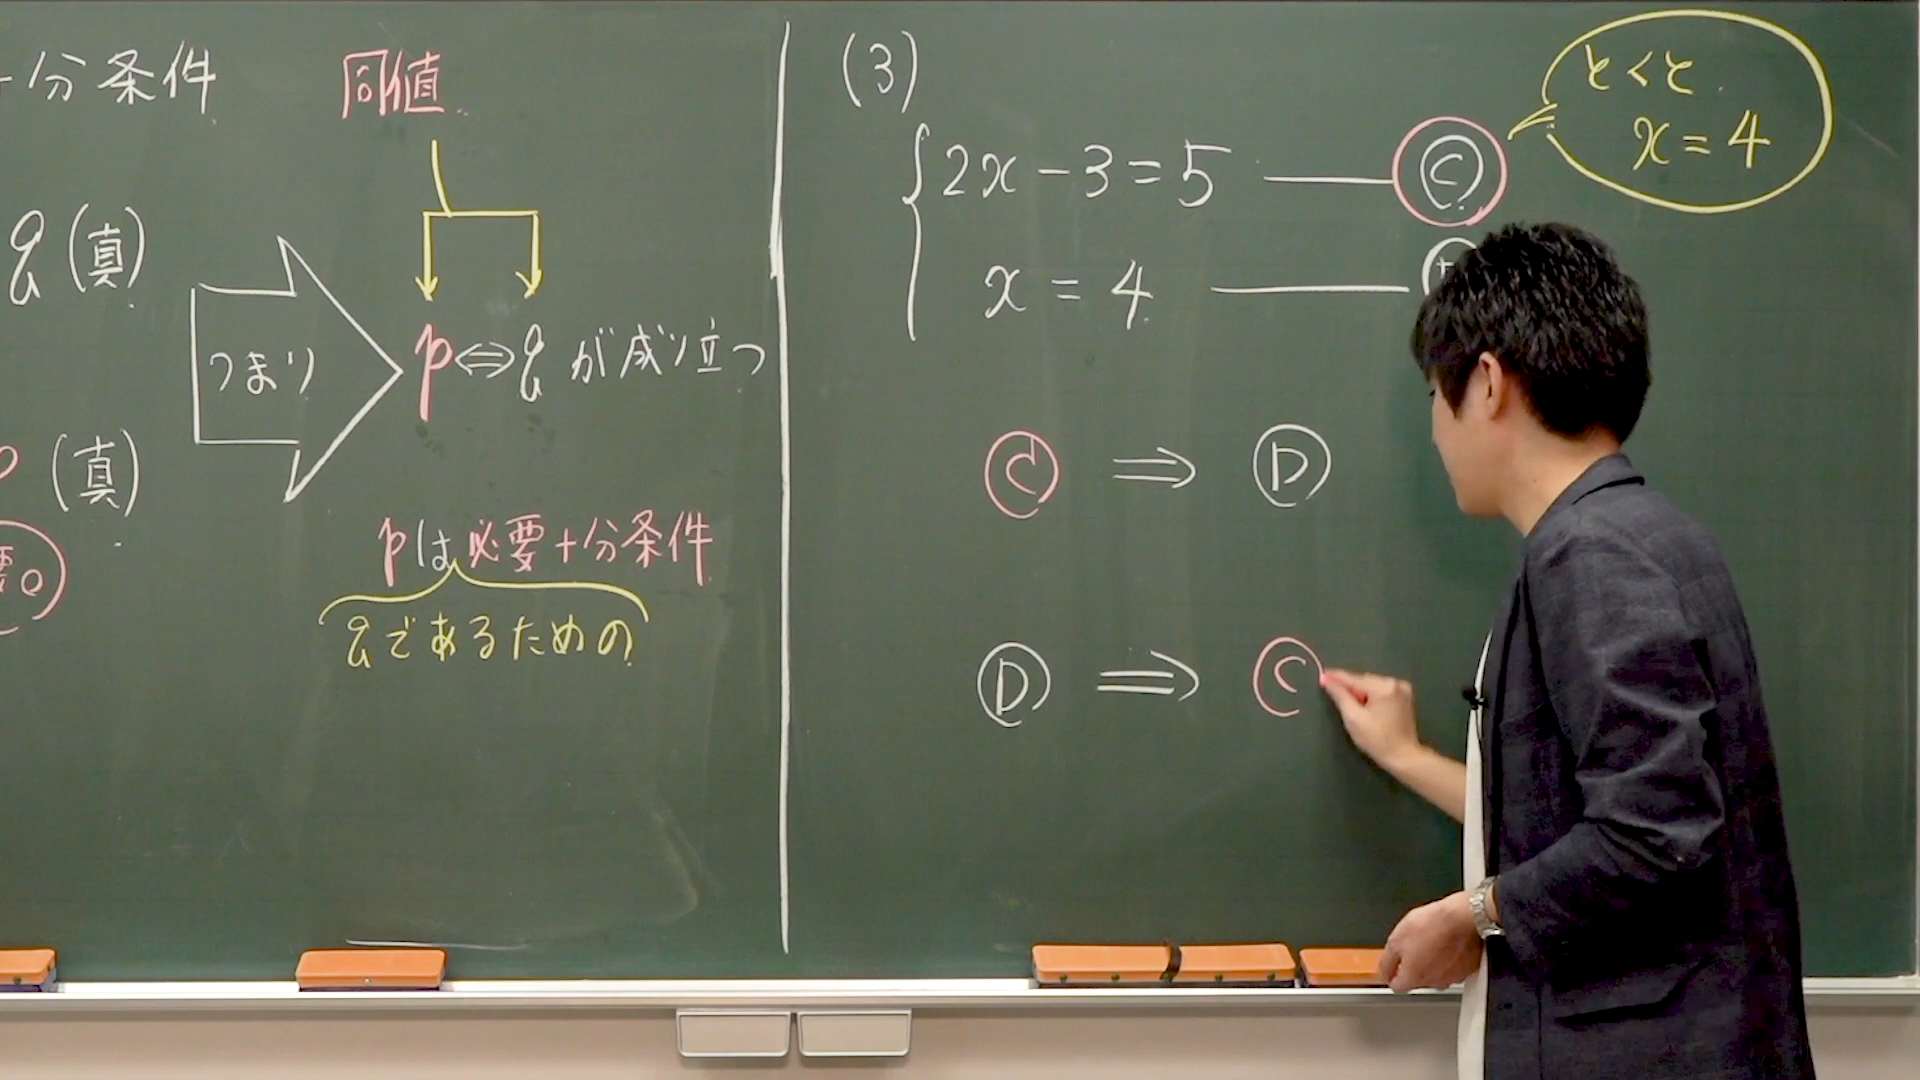 十分条件
同値
q (真)
つまり
p⇔q が成り立つ
(真)
要○
pは必要十分条件
qであるための
(3)
2x-3=5 — Ⓒ
x=4
とくと
x=4
Ⓒ ⇒ Ⓓ
Ⓓ ⇒ Ⓒ